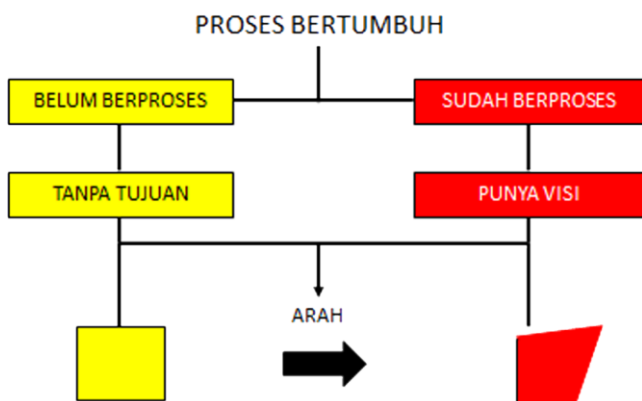 PROSES BERTUMBUH
BELUM BERPROSES
SUDAH BERPROSES
TANPA TUJUAN
PUNYA VISI
ARAH